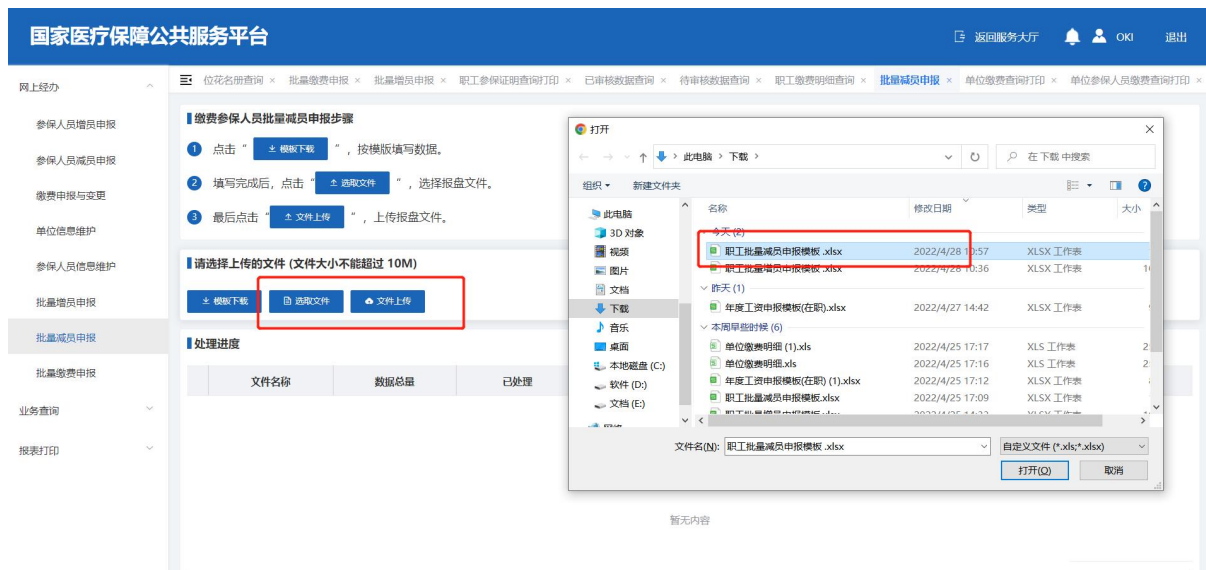 国家医疗保障公共服务平台
返回服务大厅 OKI 退出
网上经办
参保人员增员申报
参保人员减员申报
缴费申报与变更
单位信息维护
参保人员信息维护
批量增员申报
批量减员申报
批量缴费申报
业务查询
报表打印
位花名册查询 × 批量缴费申报 × 批量增员申报 × 职工参保证明查询打印 × 已审核数据查询 × 待审核数据查询 × 职工缴费明细查询 × 批量减员申报 × 单位缴费查询打印 × 单位参保人员缴费查询打印 ×
缴费参保人员批量减员申报步骤
1 点击“ 模板下载 ”，按模版填写数据。
2 填写完成后，点击“ 选取文件 ”，选择报盘文件。
3 最后点击“ 文件上传 ”，上传报盘文件。
请选择上传的文件 (文件大小不能超过 10M)
模板下载 选取文件 文件上传
处理进度
文件名称 数据总量 已处理
暂无内容
打开
此电脑 > 下载 >
在 下载 中搜索
组织 新建文件夹
此电脑
3D 对象
视频
图片
文档
下载
音乐
桌面
本地磁盘 (C:)
软件 (D:)
文档 (E:)
名称 修改日期 类型 大小
今天 (2)
职工批量减员申报模板 .xlsx 2022/4/28 10:57 XLSX 工作表
职工批量增员申报模板 .xlsx 2022/4/28 10:36 XLSX 工作表
昨天 (1)
年度工资申报模板(在职).xlsx 2022/4/27 14:42 XLSX 工作表
本周早些时候 (6)
单位缴费明细 (1).xls 2022/4/25 17:17 XLS 工作表
单位缴费明细.xls 2022/4/25 17:16 XLS 工作表
年度工资申报模板(在职) (1).xlsx 2022/4/25 17:12 XLSX 工作表
职工批量减员申报模板.xlsx 2022/4/25 17:09 XLSX 工作表
文件名(N): 职工批量减员申报模板 .xlsx 自定义文件 (*.xls;*.xlsx)
打开(O) 取消